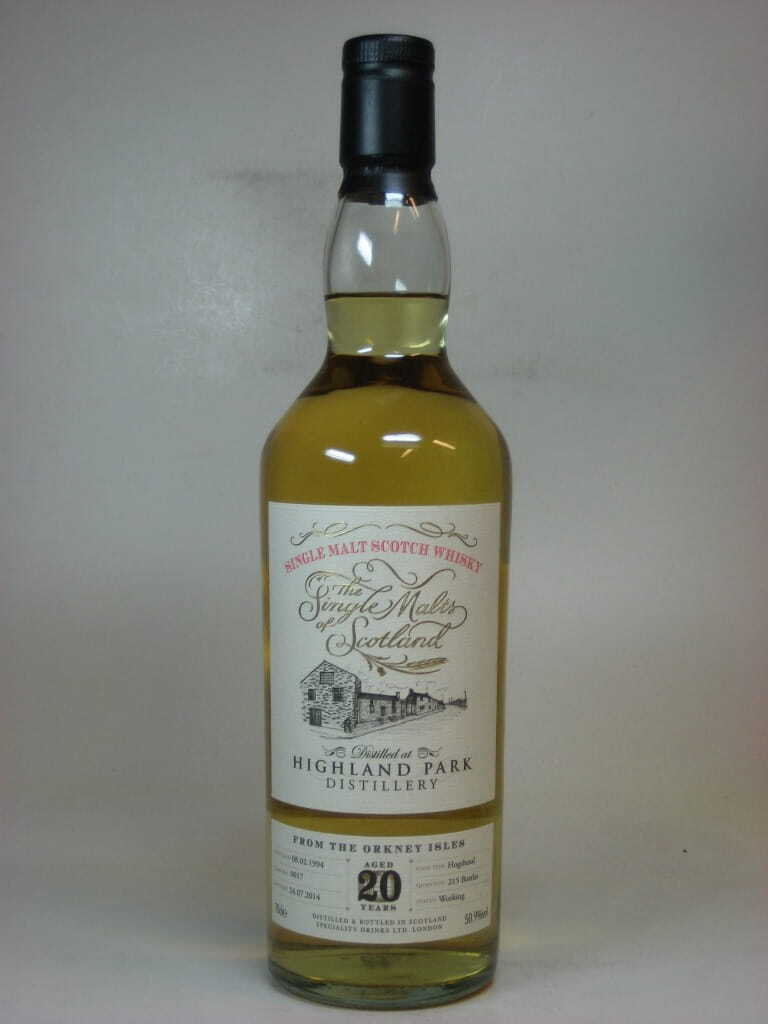 SINGLE MALT SCOTCH WHISKY
The
Single Malts
of Scotland
Distilled at
HIGHLAND PARK
DISTILLERY
FROM THE ORKNEY ISLES
08.02.1994 AGED Hogshead
20 215 Bottles
24.07.2014 YEARS Working
70cl e DISTILLED & BOTTLED IN SCOTLAND 50.9%vol
SPECIALITY DRINKS LTD. LONDON